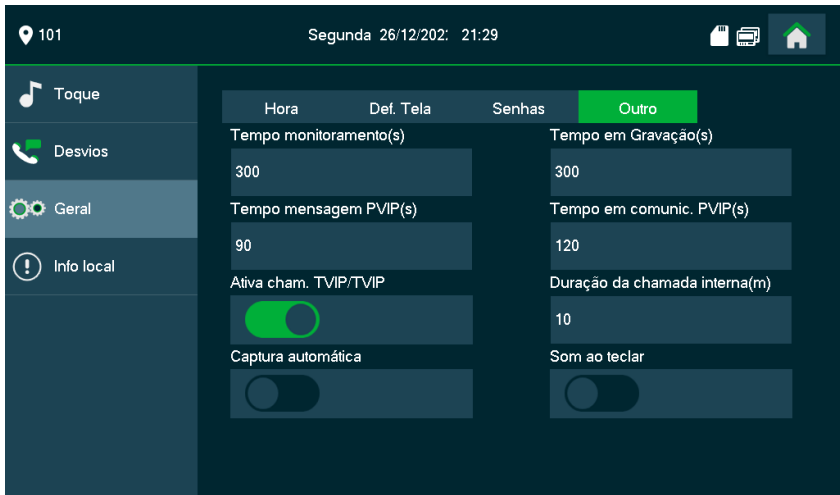 101
Segunda 26/12/202: 21:29
Toque
Desvios
Geral
Info local
Hora Def. Tela Senhas Outro
Tempo monitoramento(s) Tempo em Gravação(s)
300 300
Tempo mensagem PVIP(s) Tempo em comunic. PVIP(s)
90 120
Ativa cham. TVIP/TVIP Duração da chamada interna(m)
10
Captura automática Som ao teclar